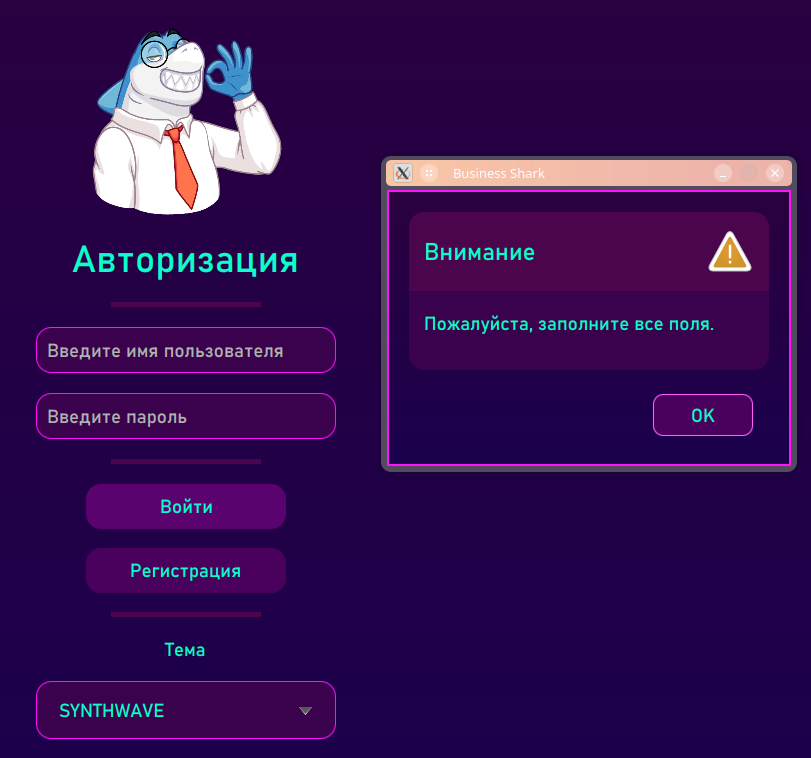 Авторизация
Введите имя пользователя
Введите пароль
Войти
Регистрация
Тема
SYNTHWAVE
Business Shark
Внимание
Пожалуйста, заполните все поля.
OK